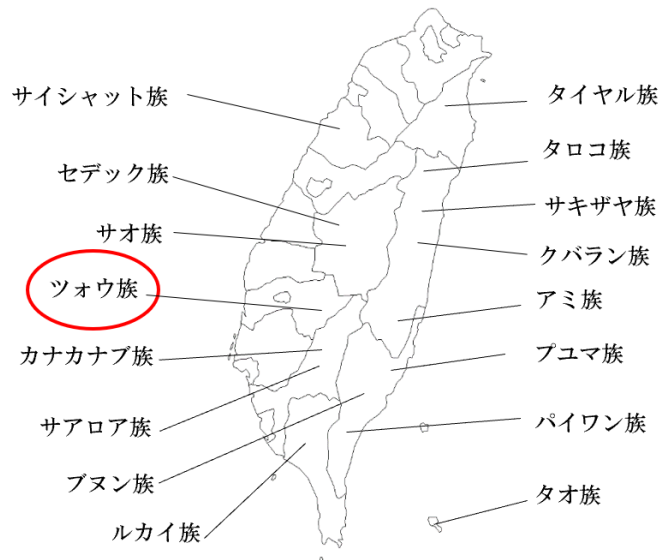 サイシャット族
セデック族
サオ族
ツォウ族
カナカナブ族
サアロア族
ブヌン族
ルカイ族
タイヤル族
タロコ族
サキザヤ族
クバラン族
アミ族
プユマ族
パイワン族
タオ族